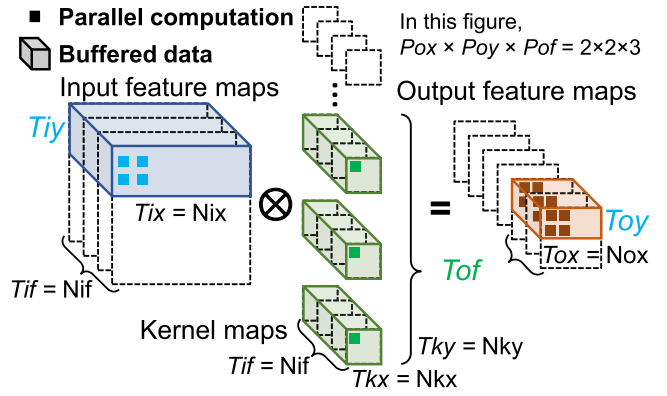 Parallel computation
Buffered data
In this figure,
Pox × Poy × Pof = 2×2×3
Input feature maps
Output feature maps
Tiy
Tix = Nix
⊗
=
Toy
Tox = Nox
Tif = Nif
Tof
Kernel maps
Tif = Nif
Tky = Nky
Tkx = Nkx